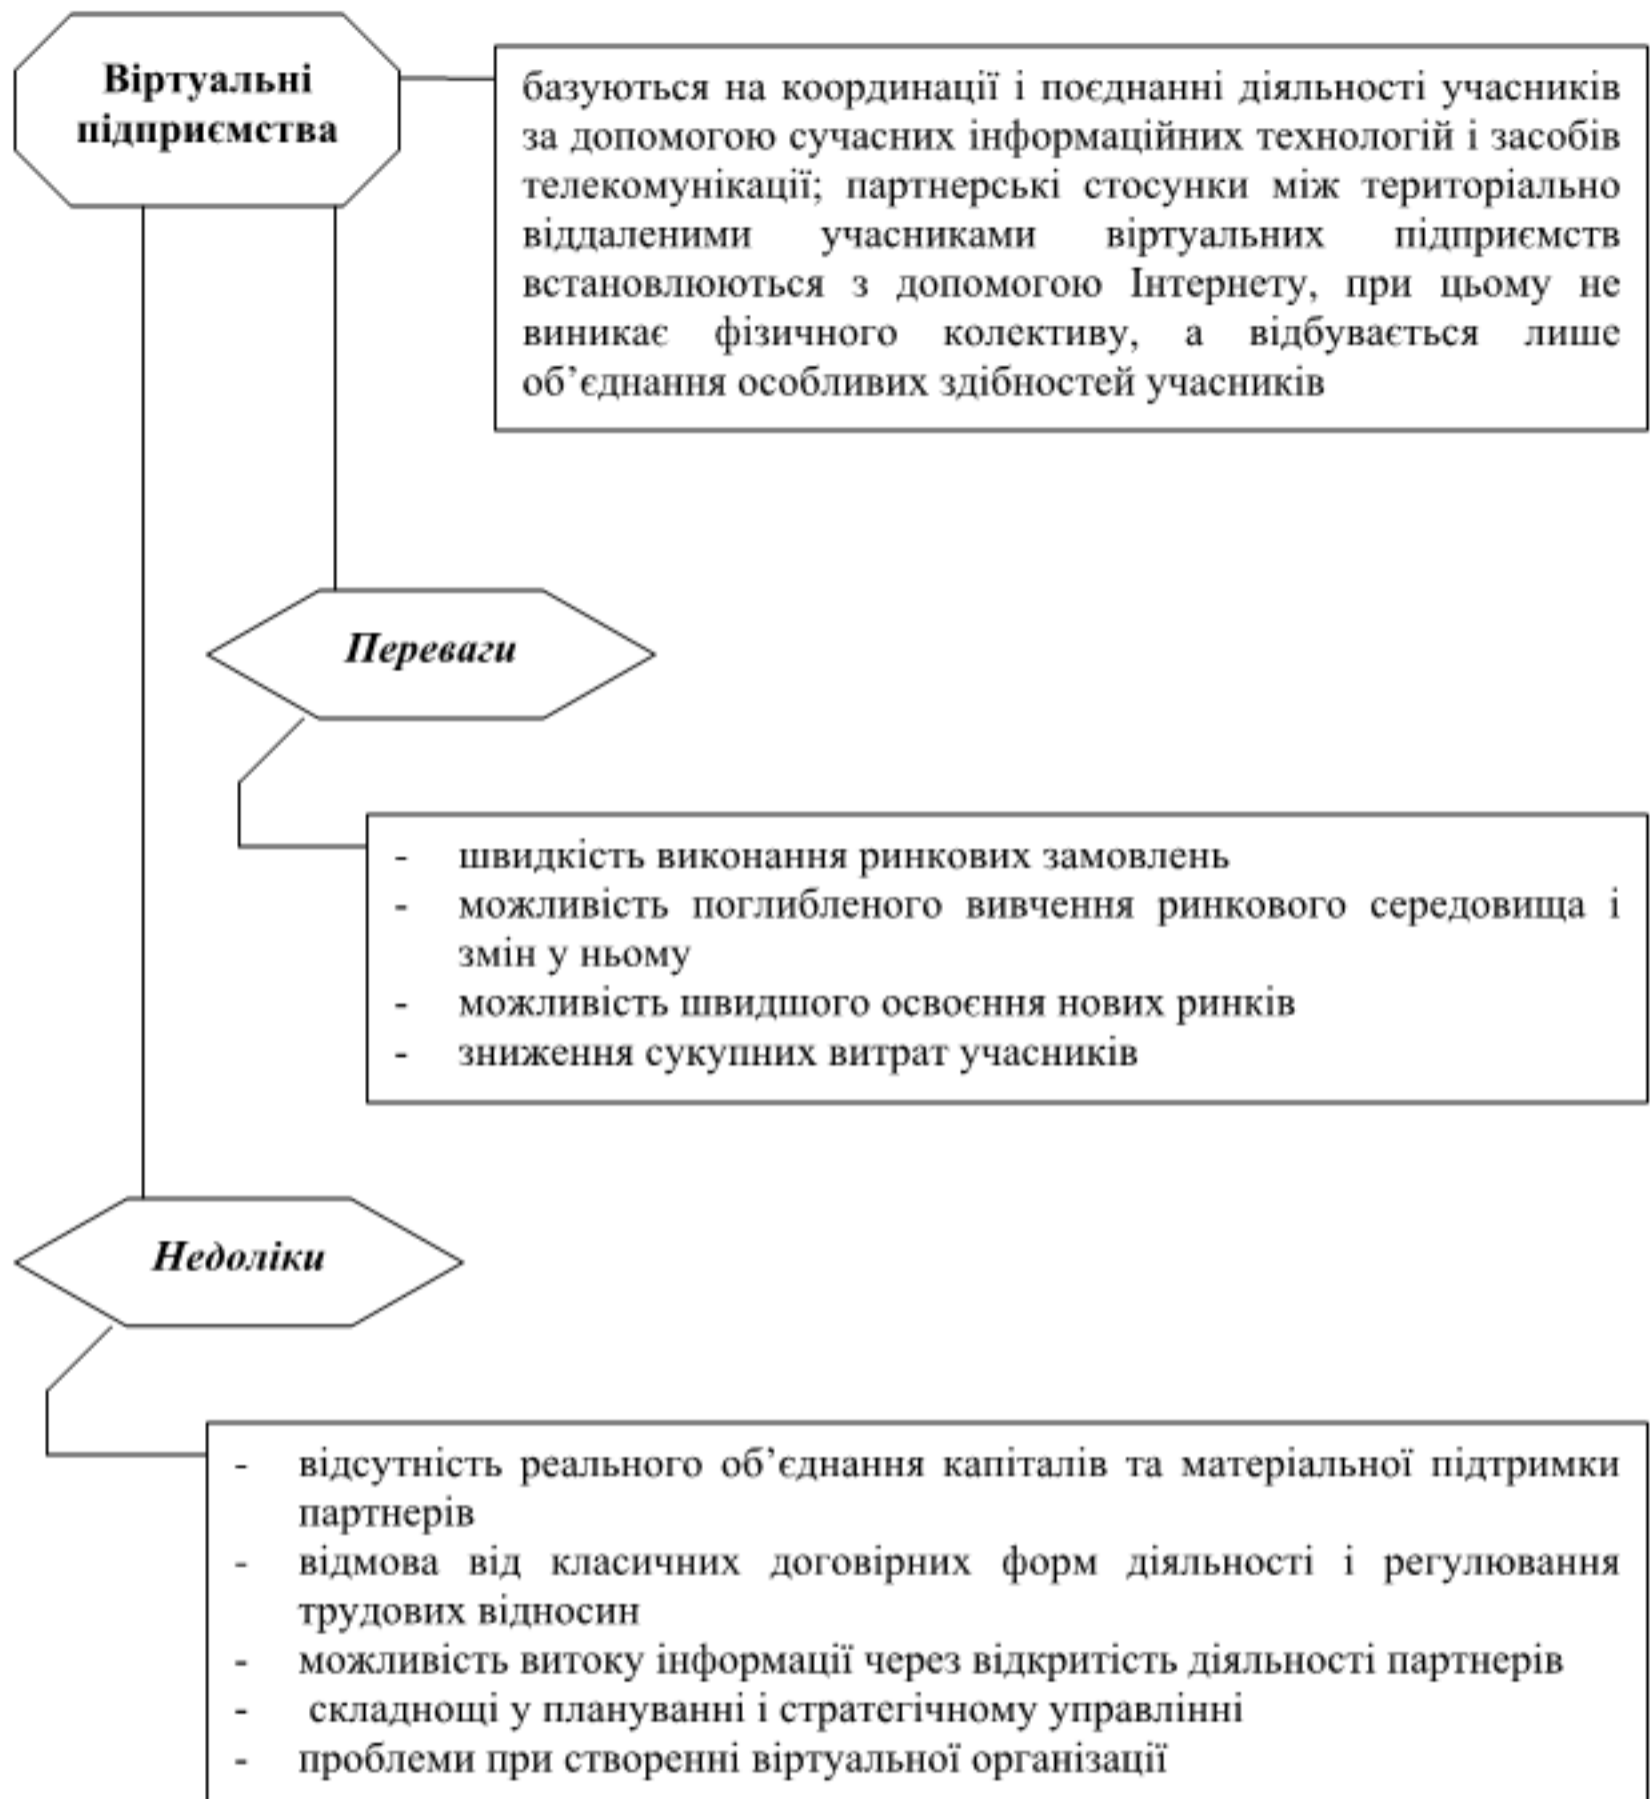 Віртуальні
підприємства
базуються на координації і поєднанні діяльності учасників
за допомогою сучасних інформаційних технологій і засобів
телекомунікації; партнерські стосунки між територіально
віддаленими учасниками віртуальних підприємств
встановлюються з допомогою Інтернету, при цьому не
виникає фізичного колективу, а відбувається лише
об’єднання особливих здібностей учасників
Переваги
- швидкість виконання ринкових замовлень
- можливість поглибленого вивчення ринкового середовища і
змін у ньому
- можливість швидшого освоєння нових ринків
- зниження сукупних витрат учасників
Недоліки
- відсутність реального об’єднання капіталів та матеріальної підтримки
партнерів
- відмова від класичних договірних форм діяльності і регулювання
трудових відносин
- можливість витоку інформації через відкритість діяльності партнерів
- складнощі у плануванні і стратегічному управлінні
- проблеми при створенні віртуальної організації